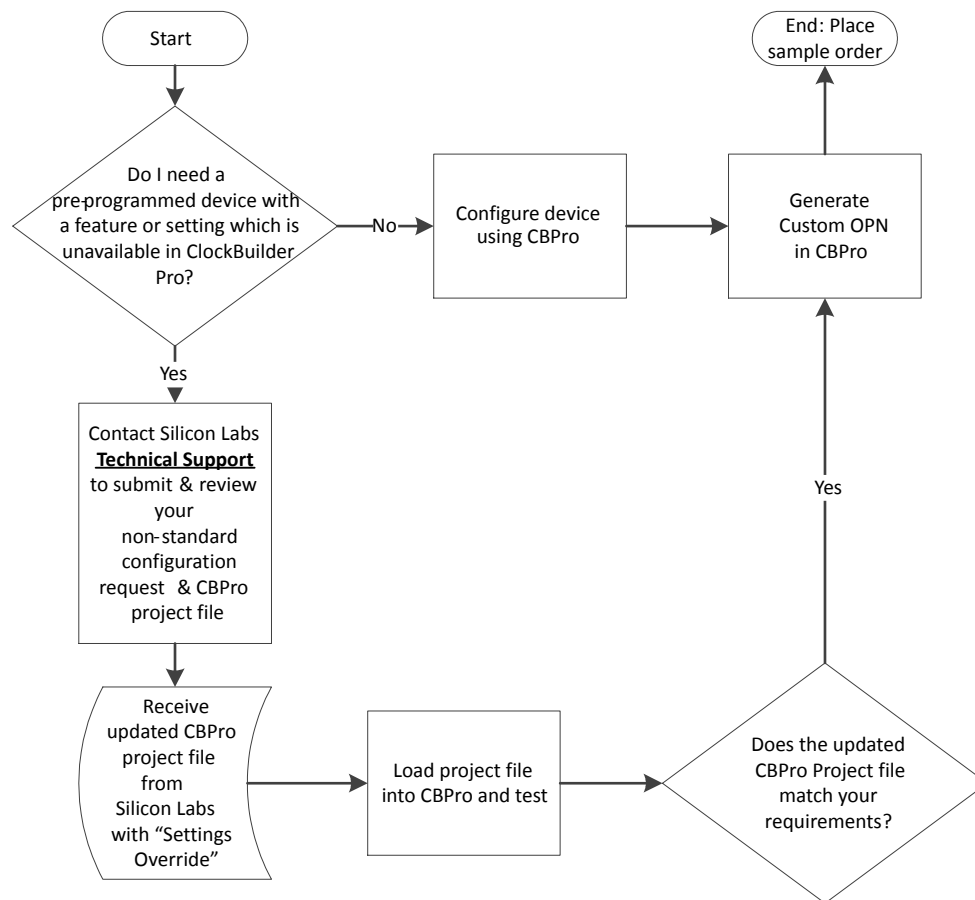 Start
End: Place
sample order
Do I need a
pre-programmed device with
a feature or setting which is
unavailable in ClockBuilder
Pro?
No
Configure device
using CBPro
Generate
Custom OPN
in CBPro
Yes
Contact Silicon Labs
Technical Support
to submit & review
your
non-standard
configuration
request & CBPro
project file
Yes
Receive
updated CBPro
project file
from
Silicon Labs
with “Settings
Override”
Load project file
into CBPro and test
Does the updated
CBPro Project file
match your
requirements?